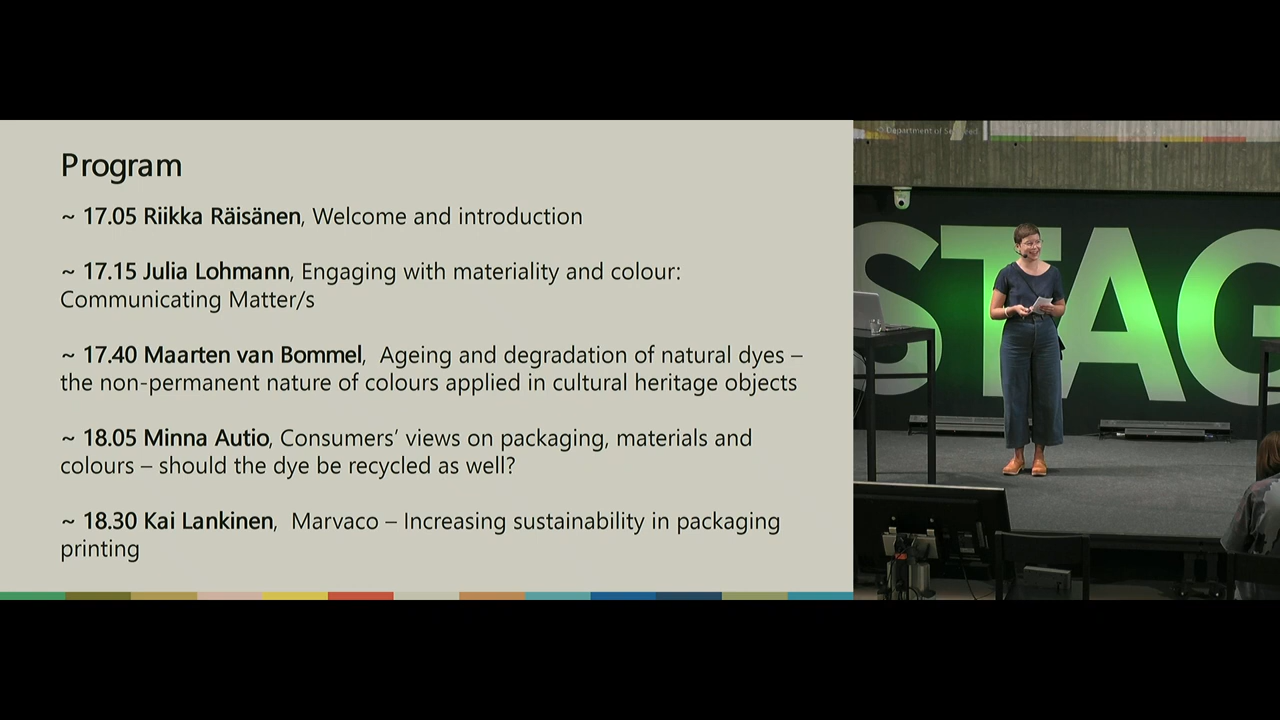 Program
~ 17.05 Riikka Räisänen, Welcome and introduction
~ 17.15 Julia Lohmann, Engaging with materiality and colour:
Communicating Matter/s
~ 17.40 Maarten van Bommel,  Ageing and degradation of natural dyes –
the non-permanent nature of colours applied in cultural heritage objects
~ 18.05 Minna Autio, Consumers’ views on packaging, materials and
colours – should the dye be recycled as well?
~ 18.30 Kai Lankinen,  Marvaco – Increasing sustainability in packaging
printing
Department of
STAG